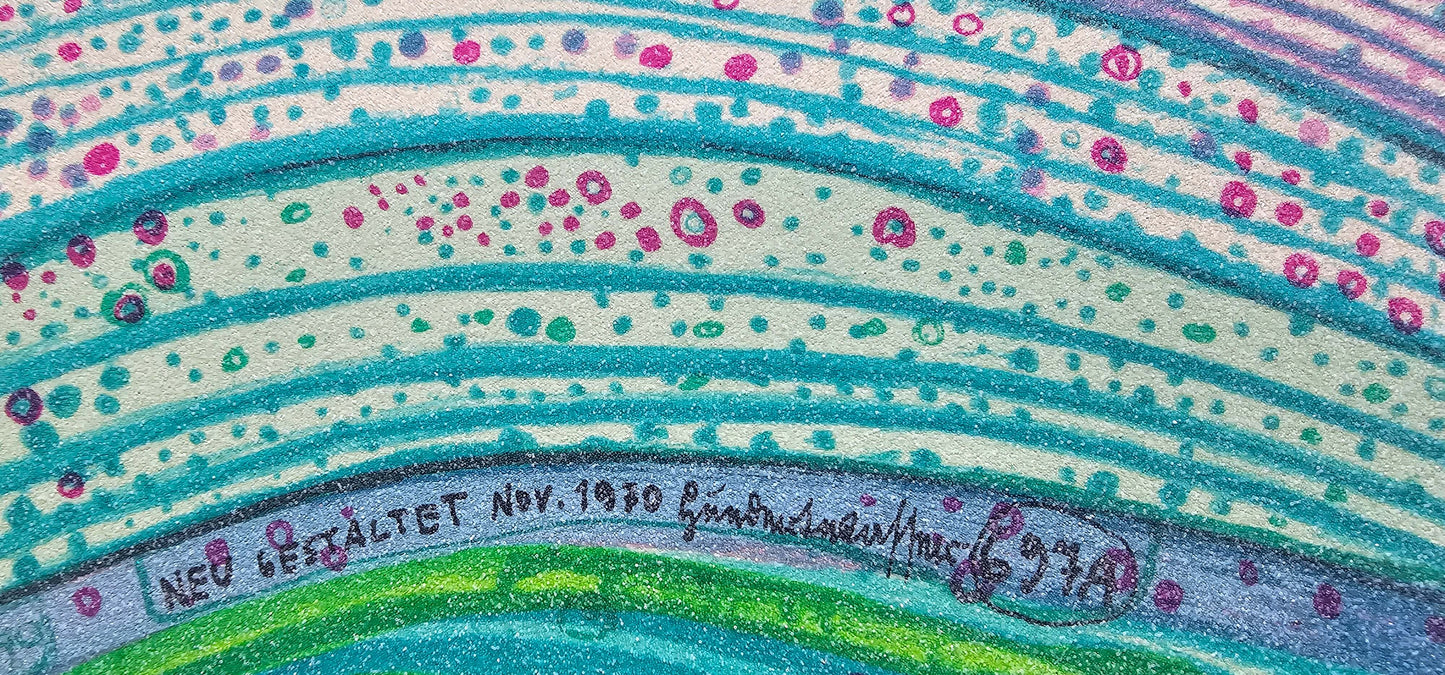 NEU GESTALTET NOV. 1970 Hundertwasser 697A